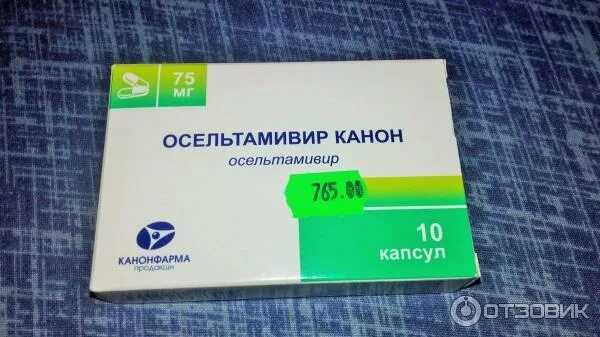 75
мг
ОСЕЛЬТАМИВИР КАНОН
осельтамивир
765.00
10
капсул
КАНОНФАРМА
продакшн
ОТЗОВИК